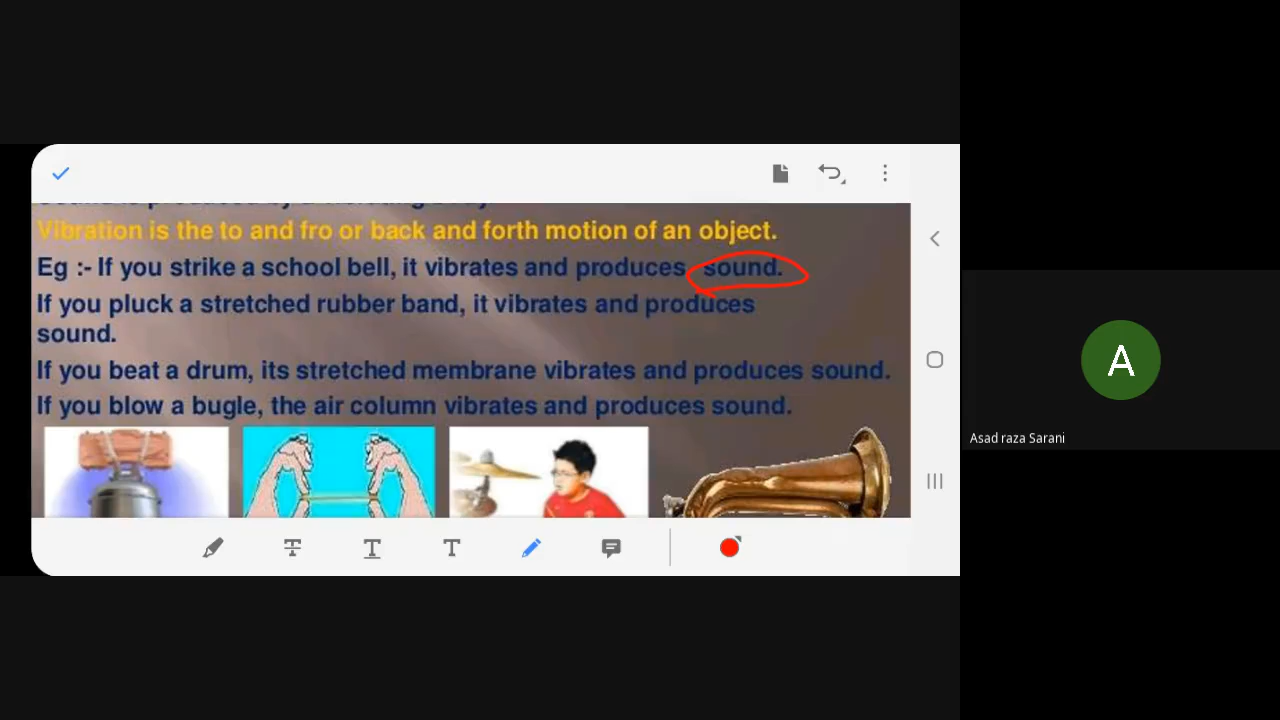 Vibration is the to and fro or back and forth motion of an object.
Eg :- If you strike a school bell, it vibrates and produces sound.
If you pluck a stretched rubber band, it vibrates and produces
sound.
If you beat a drum, its stretched membrane vibrates and produces sound.
If you blow a bugle, the air column vibrates and produces sound.
T
T
T
A
Asad raza Sarani